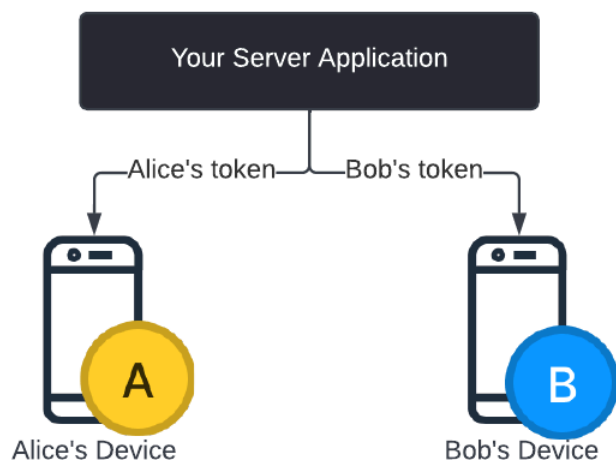 Your Server Application
Alice's token
Bob's token
A
B
Alice's Device
Bob's Device